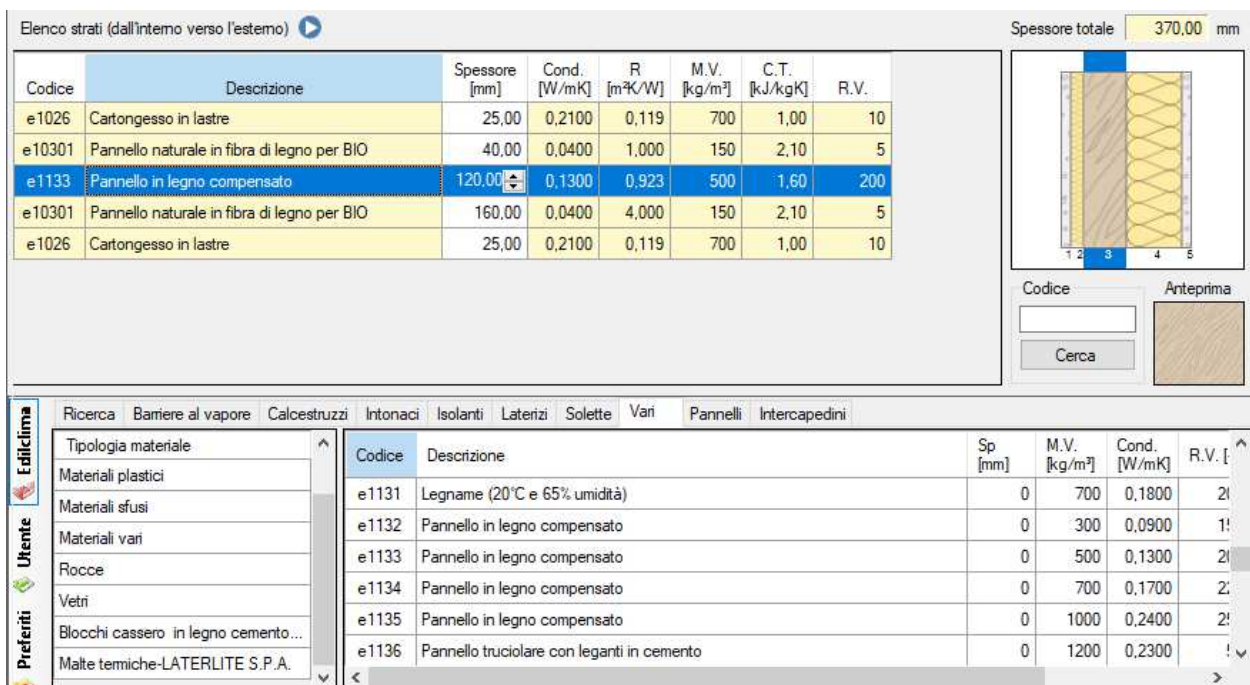 Elenco strati (dall'interno verso l'esterno) Spessore totale 370,00 mm
Codice Descrizione Spessore [mm] Cond. [W/mK] R [m²K/W] M.V. [kg/m³] C.T. [kJ/kgK] R.V.
e1026 Cartongesso in lastre 25,00 0,2100 0,119 700 1,00 10
e10301 Pannello naturale in fibra di legno per BIO 40,00 0,0400 1,000 150 2,10 5
e1133 Pannello in legno compensato 120,00 0,1300 0,923 500 1,60 200
e10301 Pannello naturale in fibra di legno per BIO 160,00 0,0400 4,000 150 2,10 5
e1026 Cartongesso in lastre 25,00 0,2100 0,119 700 1,00 10
1 2 3 4 5
Codice Anteprima
Cerca
Edilclima
Utente
Preferiti
Ricerca Barriere al vapore Calcestruzzi Intonaci Isolanti Laterizi Solette Vari Pannelli Intercapedini
Tipologia materiale
Materiali plastici
Materiali sfusi
Materiali vari
Rocce
Vetri
Blocchi cassero in legno cemento...
Malte termiche-LATERLITE S.P.A.
Codice Descrizione Sp [mm] M.V. [kg/m³] Cond. [W/mK] R.V. [
e1131 Legname (20°C e 65% umidità) 0 700 0,1800
e1132 Pannello in legno compensato 0 300 0,0900
e1133 Pannello in legno compensato 0 500 0,1300
e1134 Pannello in legno compensato 0 700 0,1700
e1135 Pannello in legno compensato 0 1000 0,2400
e1136 Pannello truciolare con leganti in cemento 0 1200 0,2300